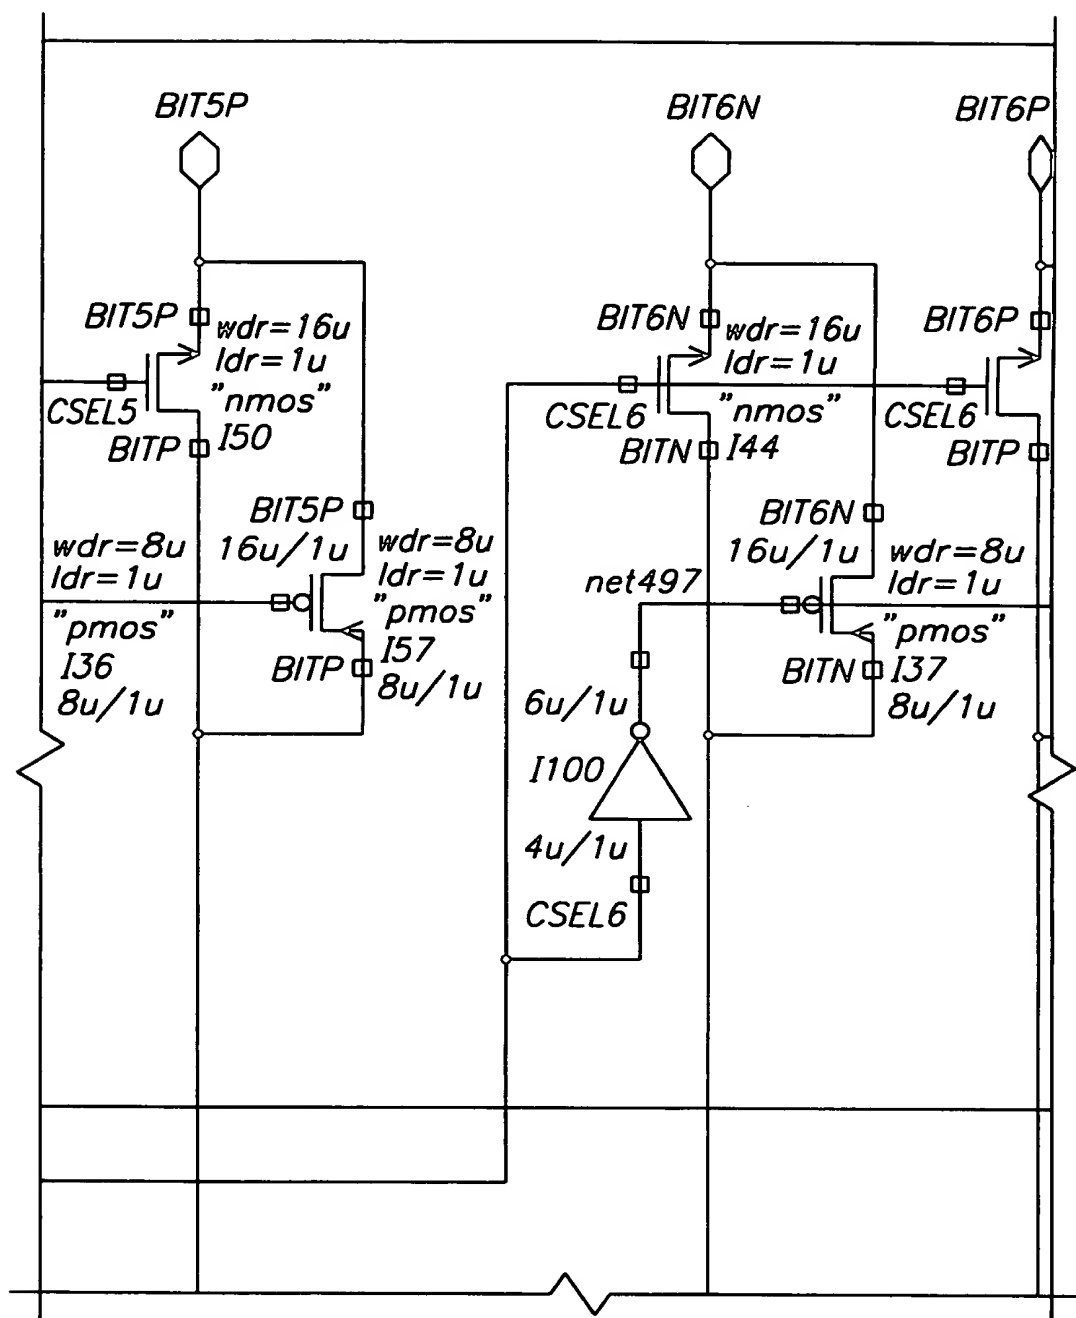 BIT5P
BIT6N
BIT6P
BIT5P
wdr=16u
ldr=1u
"nmos"
I50
CSEL5
BITP
BIT6N
wdr=16u
ldr=1u
"nmos"
I44
CSEL6
BITN
BIT6P
CSEL6
BITP
wdr=8u
ldr=1u
"pmos"
I36
8u/1u
BIT5P
16u/1u
wdr=8u
ldr=1u
"pmos"
I57
8u/1u
BITP
net497
6u/1u
I100
4u/1u
CSEL6
BIT6N
16u/1u
wdr=8u
ldr=1u
"pmos"
I37
8u/1u
BITN